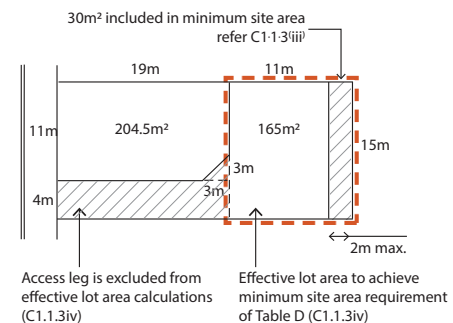 30m² included in minimum site area
refer C1·1·3(iii)
19m
11m
11m
204.5m²
165m²
15m
3m
3m
4m
2m max.
Access leg is excluded from
effective lot area calculations
(C1.1.3iv)
Effective lot area to achieve
minimum site area requirement
of Table D (C1.1.3iv)